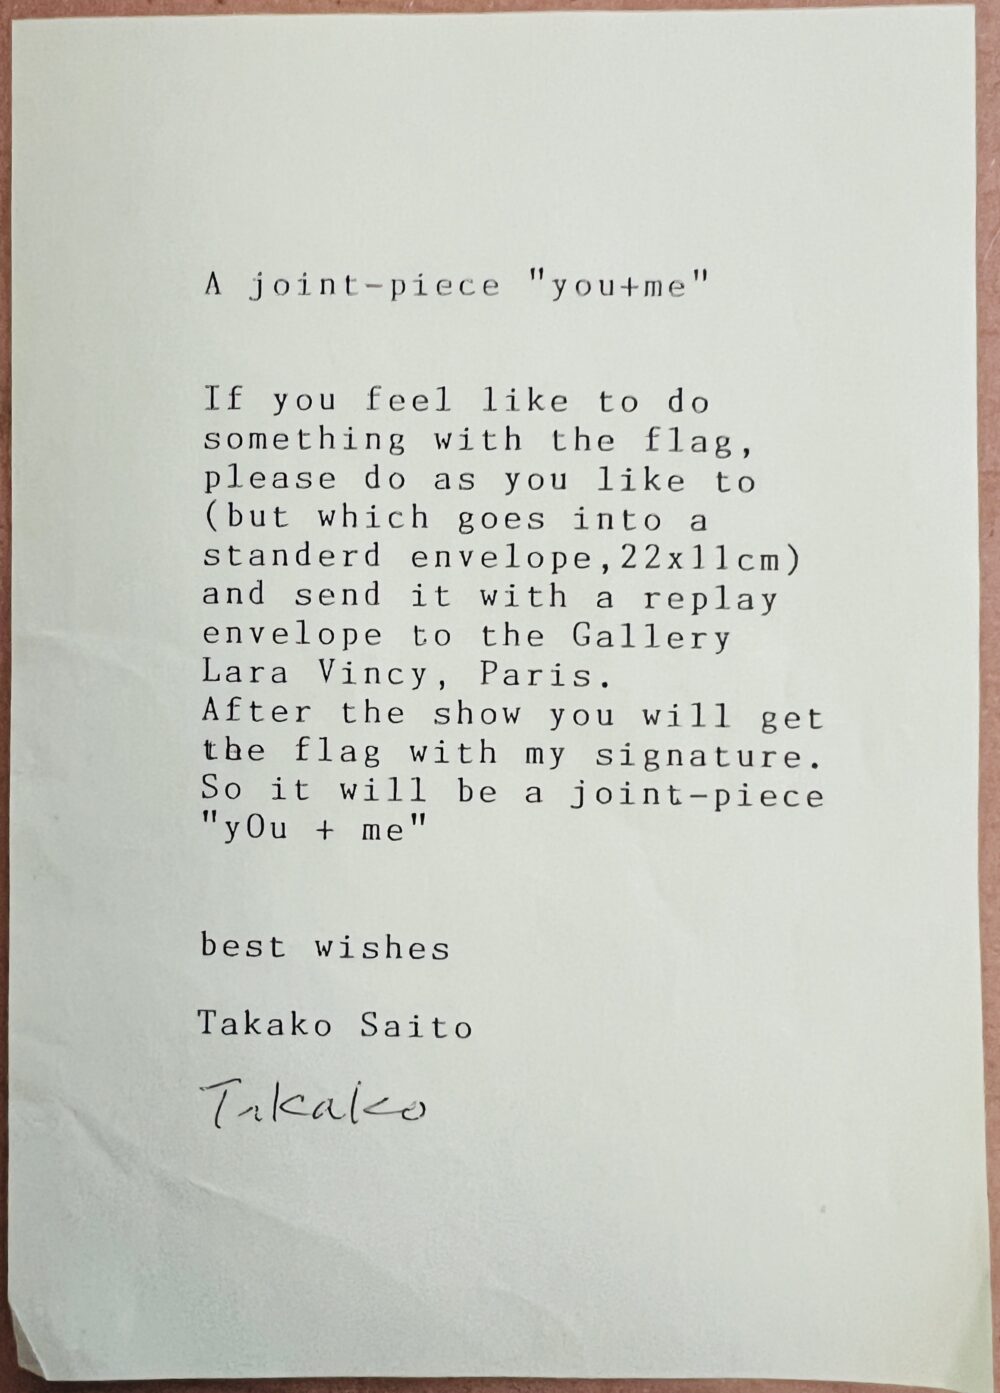 A joint-piece "you+me"
If you feel like to do
something with the flag,
please do as you like to
(but which goes into a
standerd envelope,22x11cm)
and send it with a replay
envelope to the Gallery
Lara Vincy, Paris.
After the show you will get
the flag with my signature.
So it will be a joint-piece
"yOu + me"
best wishes
Takako Saito
Takako